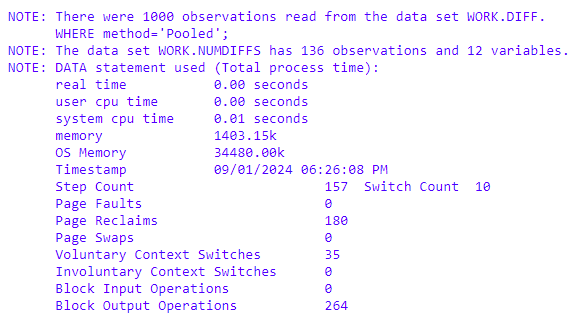 NOTE: There were 1000 observations read from the data set WORK.DIFF.
WHERE method='Pooled';
NOTE: The data set WORK.NUMDIFFS has 136 observations and 12 variables.
NOTE: DATA statement used (Total process time):
real time 0.00 seconds
user cpu time 0.00 seconds
system cpu time 0.01 seconds
memory 1403.15k
OS Memory 34480.00k
Timestamp 09/01/2024 06:26:08 PM
Step Count 157 Switch Count 10
Page Faults 0
Page Reclaims 180
Page Swaps 0
Voluntary Context Switches 35
Involuntary Context Switches 0
Block Input Operations 0
Block Output Operations 264